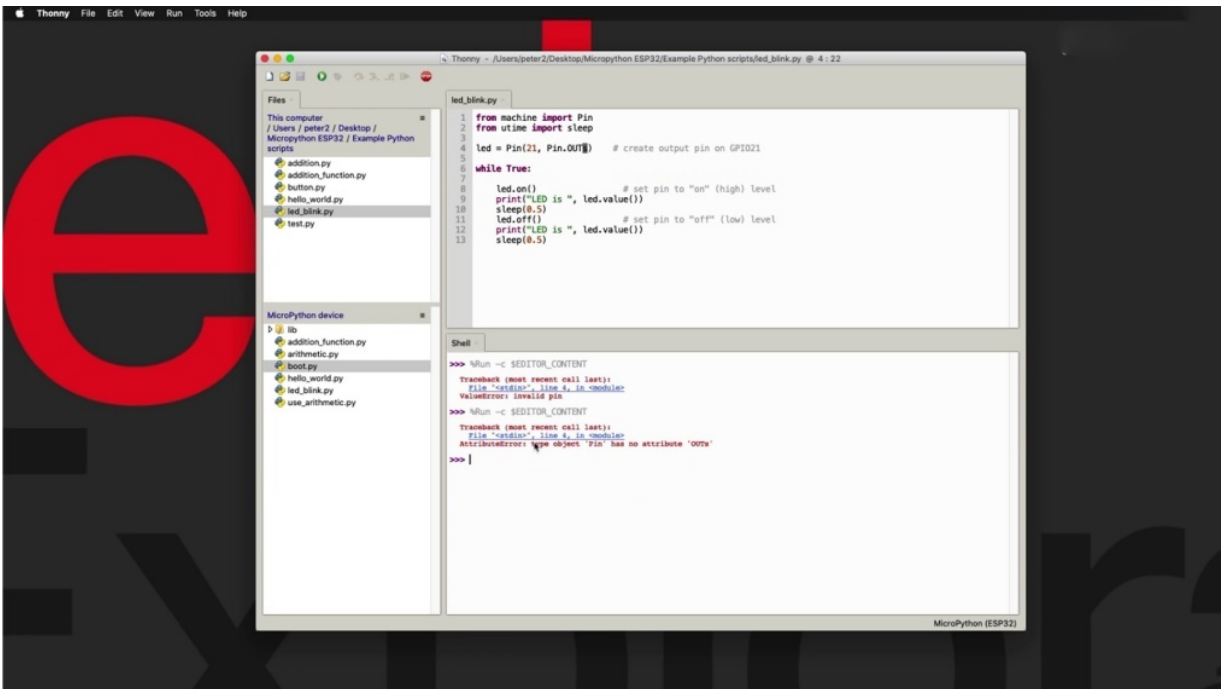 Thonny File Edit View Run Tools Help
Thonny - /Users/peter2/Desktop/Micropython ESP32/Example Python scripts/led_blink.py @ 4 : 22
Files
This computer
/ Users / peter2 / Desktop /
Micropython ESP32 / Example Python
scripts
addition.py
addition_function.py
button.py
hello_world.py
led_blink.py
test.py
MicroPython device
lib
addition_function.py
arithmetic.py
boot.py
hello_world.py
led_blink.py
use_arithmetic.py
led_blink.py
1 from machine import Pin
2 from utime import sleep
3
4 led = Pin(21, Pin.OUT) # create output pin on GPIO21
5
6 while True:
7
8 led.on() # set pin to "on" (high) level
9 print("LED is ", led.value())
10 sleep(0.5)
11 led.off() # set pin to "off" (low) level
12 print("LED is ", led.value())
13 sleep(0.5)
Shell
>>> %Run -c $EDITOR_CONTENT
Traceback (most recent call last):
File "<stdin>", line 4, in <module>
ValueError: invalid pin
>>> %Run -c $EDITOR_CONTENT
Traceback (most recent call last):
File "<stdin>", line 4, in <module>
AttributeError: type object 'Pin' has no attribute 'OUTs'
>>>
MicroPython (ESP32)